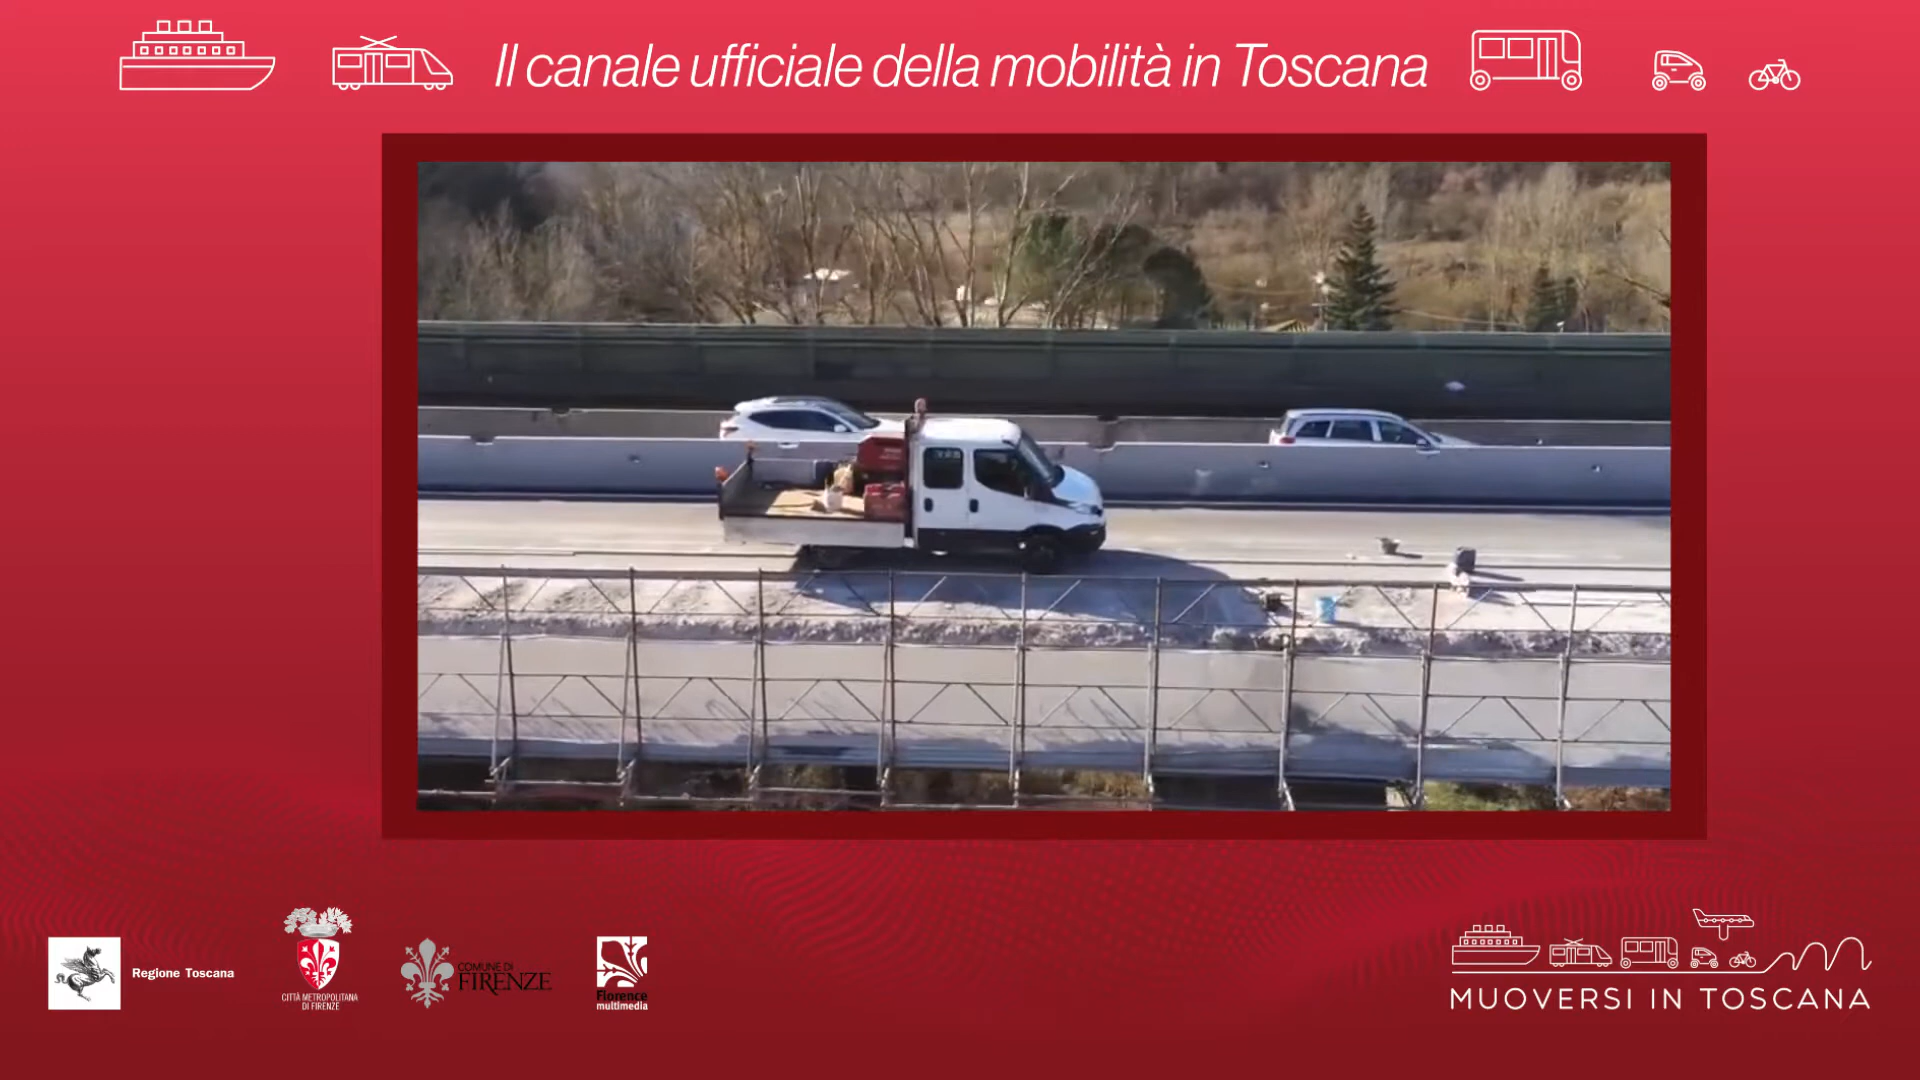 Il canale ufficiale della mobilità in Toscana
Regione Toscana
CITTÀ METROPOLITANA
DI FIRENZE
COMUNE DI
FIRENZE
Florence
multimedia
MUOVERSI IN TOSCANA